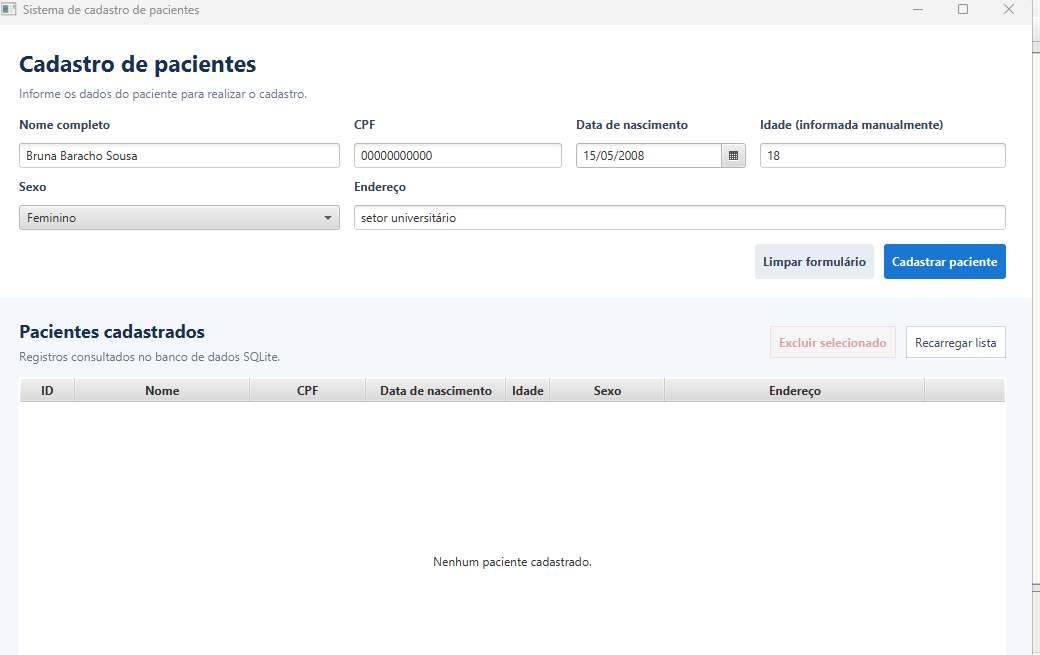 Sistema de cadastro de pacientes
Cadastro de pacientes
Informe os dados do paciente para realizar o cadastro.
Nome completo CPF Data de nascimento Idade (informada manualmente)
Bruna Baracho Sousa 00000000000 15/05/2008 18
Sexo Endereço
Feminino setor universitário
Limpar formulário Cadastrar paciente
Pacientes cadastrados
Registros consultados no banco de dados SQLite.
Excluir selecionado Recarregar lista
ID Nome CPF Data de nascimento Idade Sexo Endereço
Nenhum paciente cadastrado.